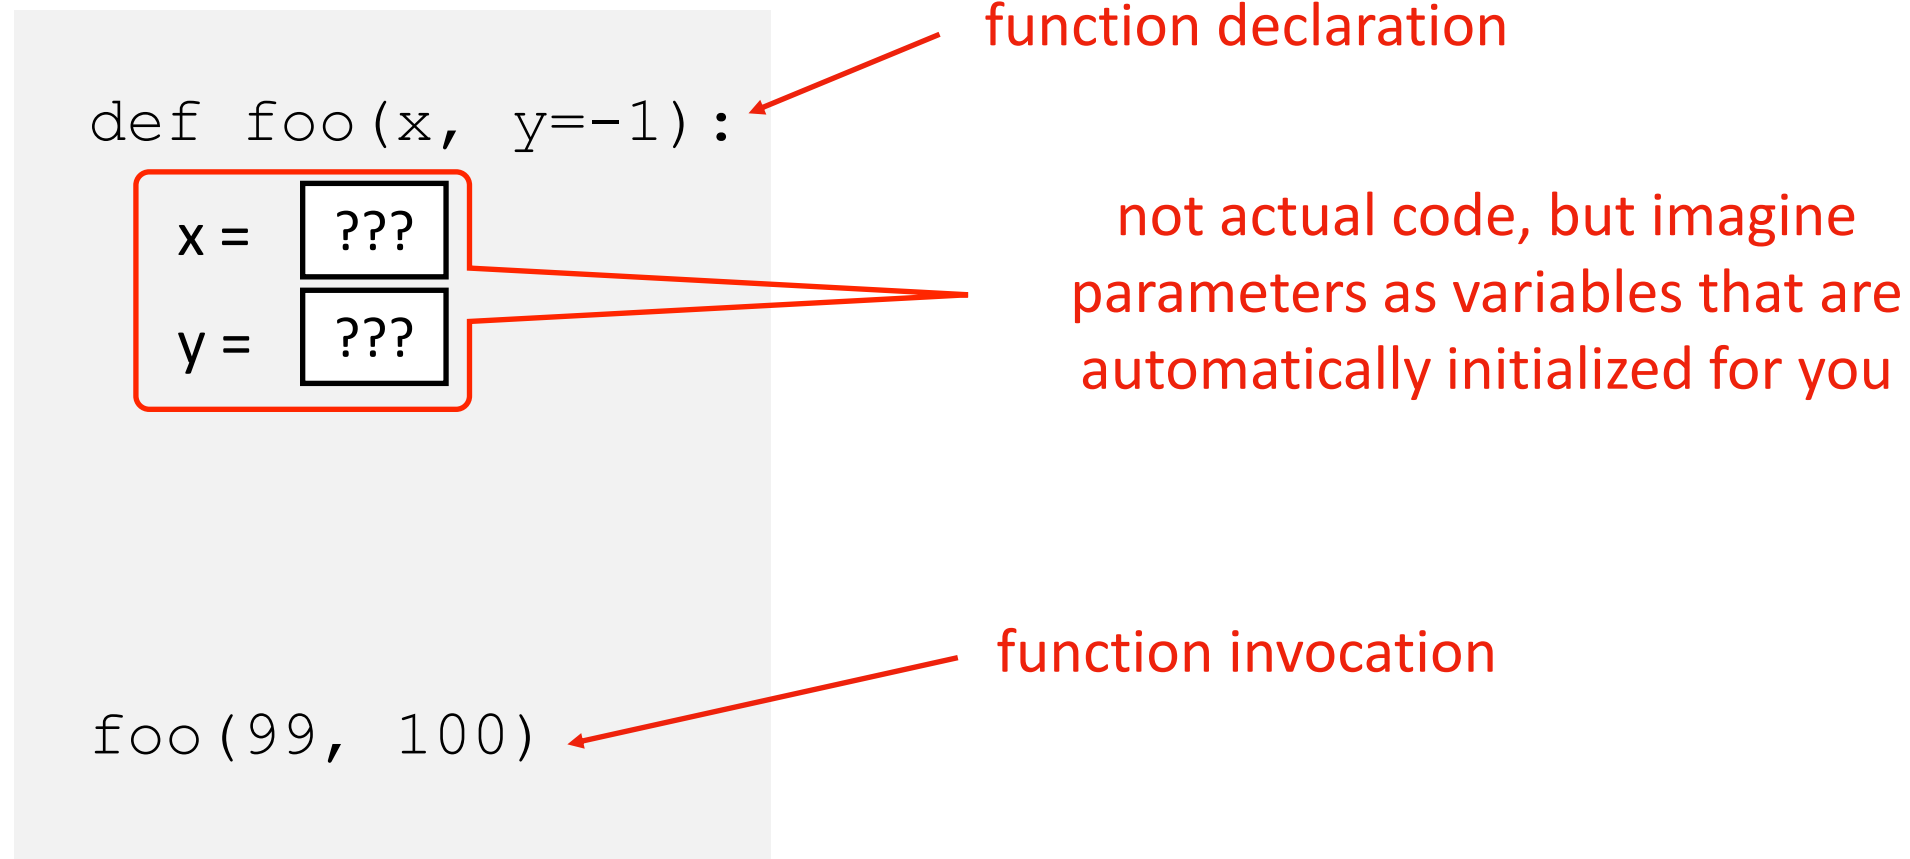 function declaration
def foo(x, y=-1):
x = ???
y = ???
not actual code, but imagine
parameters as variables that are
automatically initialized for you
function invocation
foo(99, 100)